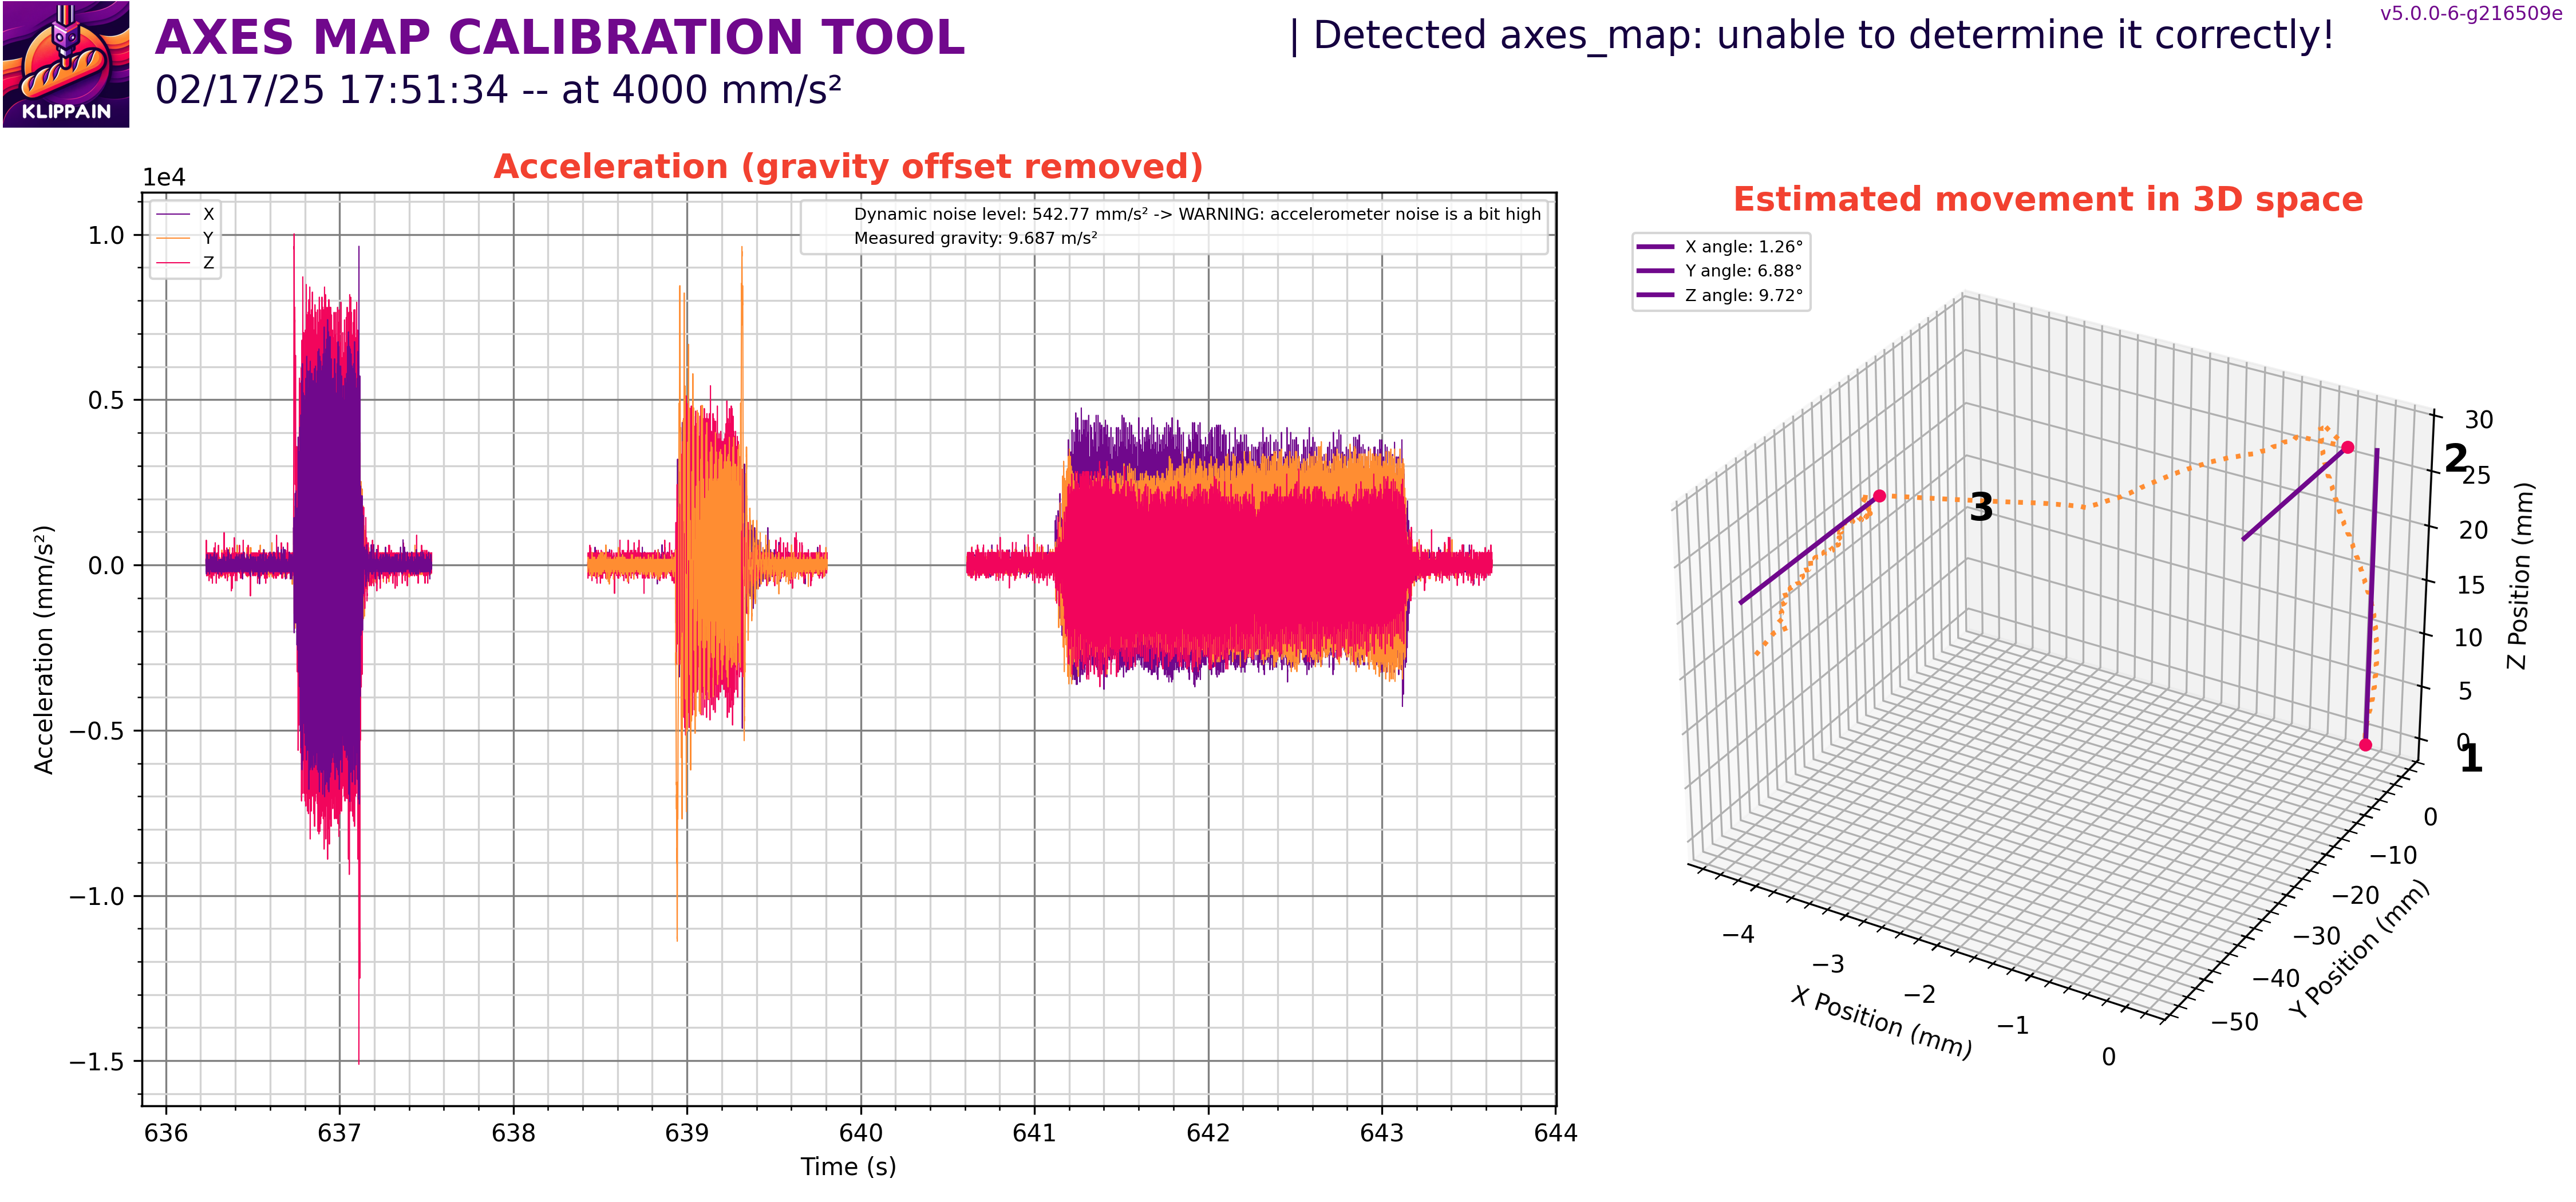 KLIPPAIN
AXES MAP CALIBRATION TOOL
02/17/25 17:51:34 -- at 4000 mm/s²
| Detected axes_map: unable to determine it correctly!
v5.0.0-6-g216509e
Acceleration (gravity offset removed)
1e4
X
Y
Z
Dynamic noise level: 542.77 mm/s² -> WARNING: accelerometer noise is a bit high
Measured gravity: 9.687 m/s²
1.0
0.5
0.0
−0.5
−1.0
−1.5
Acceleration (mm/s²)
636
637
638
639
640
641
642
643
644
Time (s)
Estimated movement in 3D space
X angle: 1.26°
Y angle: 6.88°
Z angle: 9.72°
1
2
3
30
25
20
15
10
5
0
Z Position (mm)
0
−10
−20
−30
−40
−50
Y Position (mm)
−4
−3
−2
−1
0
X Position (mm)